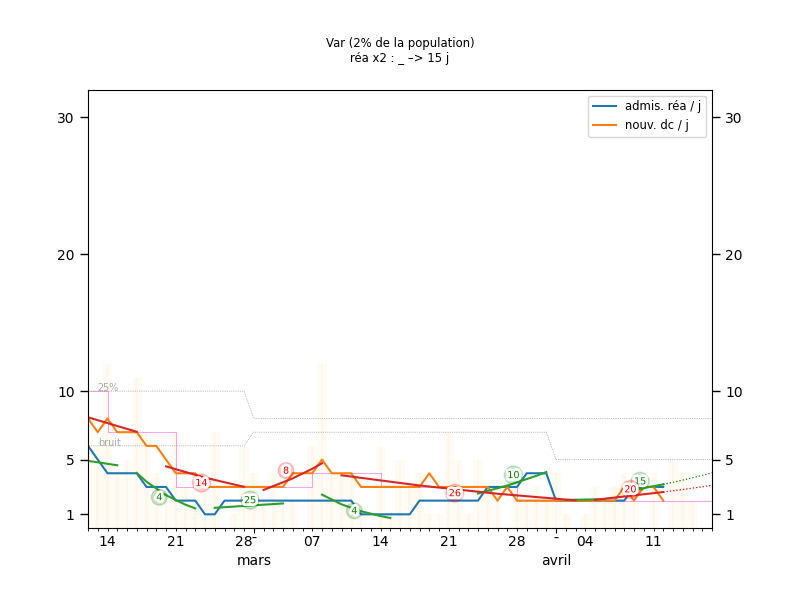 Var (2% de la population)
réa x2 : _ –> 15 j
admis. réa / j
nouv. dc / j
30 30
20 20
10 10
5 5
1 1
25%
bruit
4 14 25 8 4 26 10 20 15
14 21 28 07 14 21 28 04 11
mars avril